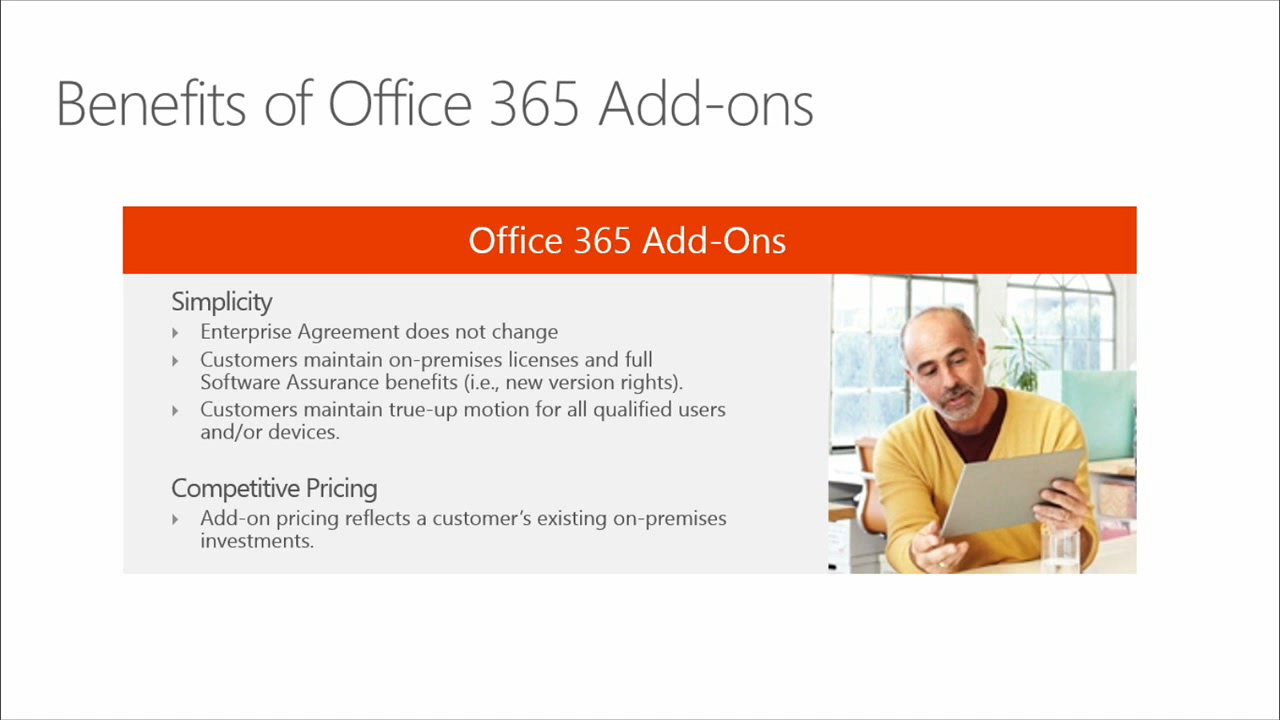 Benefits of Office 365 Add-ons
Office 365 Add-Ons
Simplicity
Enterprise Agreement does not change
Customers maintain on-premises licenses and full
Software Assurance benefits (i.e., new version rights).
Customers maintain true-up motion for all qualified users
and/or devices.
Competitive Pricing
Add-on pricing reflects a customer’s existing on-premises
investments.